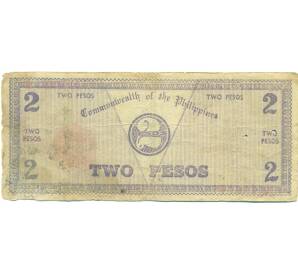 2 TWO PESOS TWO PESOS 2
Commonwealth of the Philippines
TWO PESOS TWO PESOS
2 TWO PESOS 2